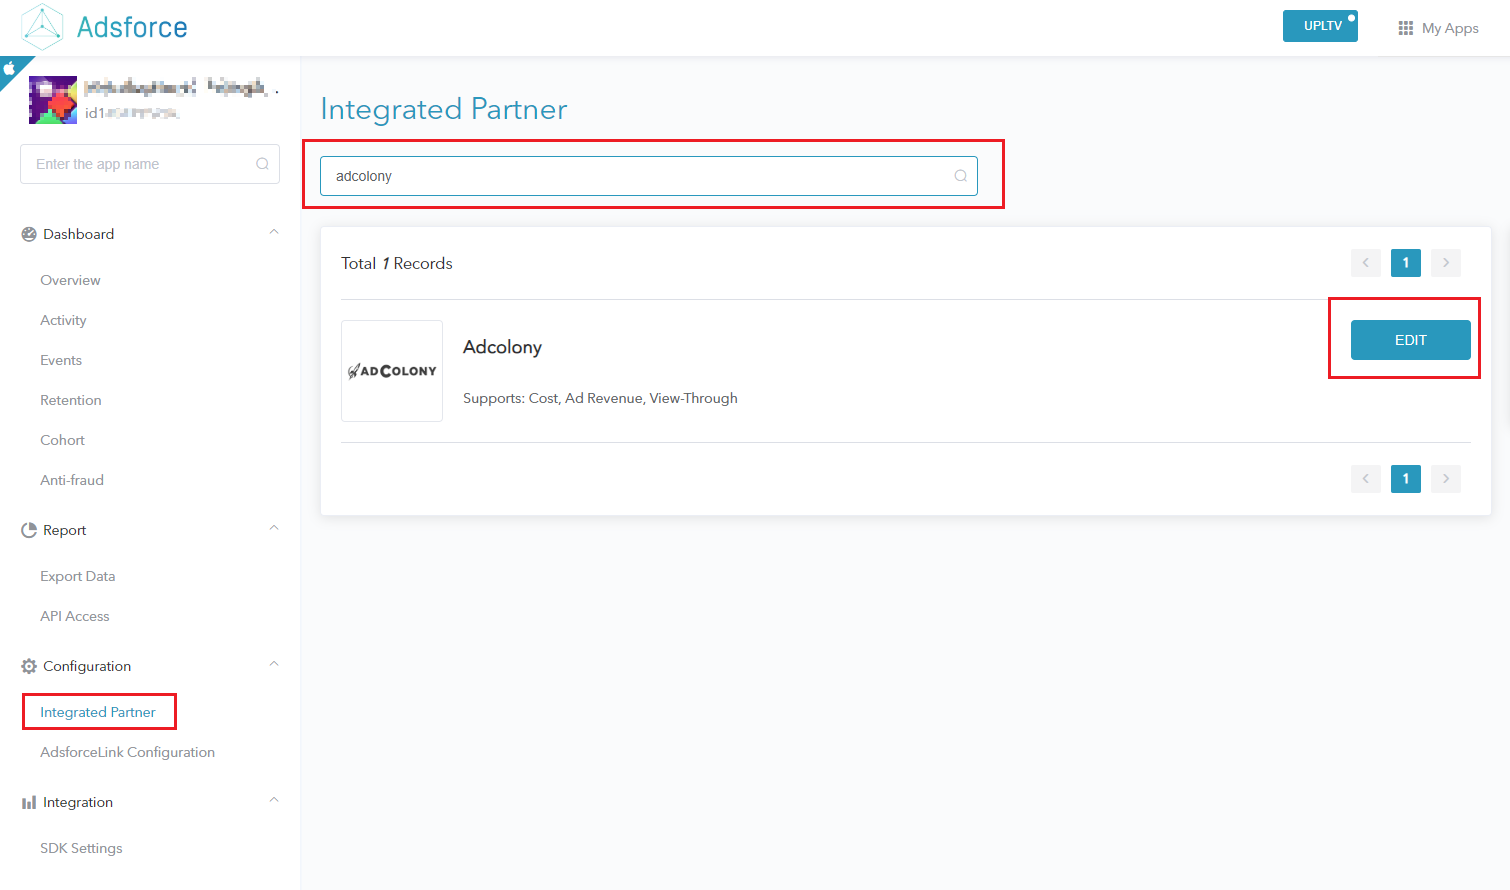 Adsforce
UPLTV
My Apps
id1
Enter the app name
Dashboard
Overview
Activity
Events
Retention
Cohort
Anti-fraud
Report
Export Data
API Access
Configuration
Integrated Partner
AdsforceLink Configuration
Integration
SDK Settings
Integrated Partner
adcolony
Total 1 Records
1
ADCOLONY
Adcolony
Supports: Cost, Ad Revenue, View-Through
EDIT
1